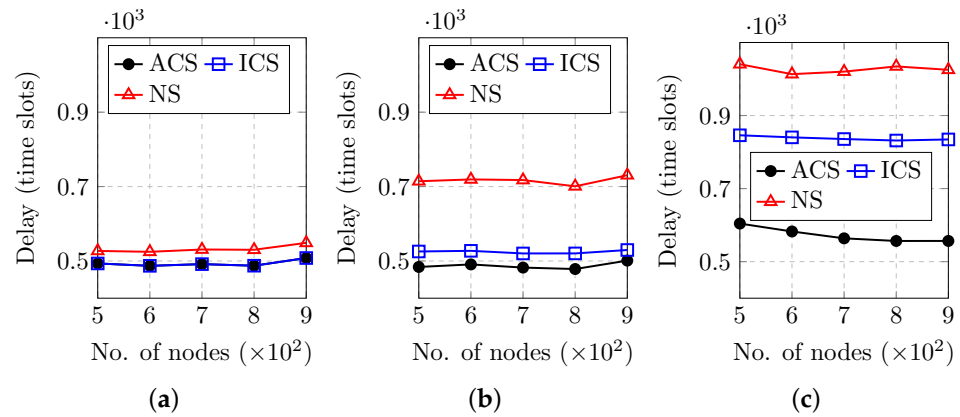 ·10³
Delay (time slots)
0.9
0.7
0.5
ACS ICS
NS
5 6 7 8 9
No. of nodes (×10²)
(a)
·10³
Delay (time slots)
0.9
0.7
0.5
ACS ICS
NS
5 6 7 8 9
No. of nodes (×10²)
(b)
·10³
Delay (time slots)
0.9
0.7
0.5
ACS ICS
NS
5 6 7 8 9
No. of nodes (×10²)
(c)